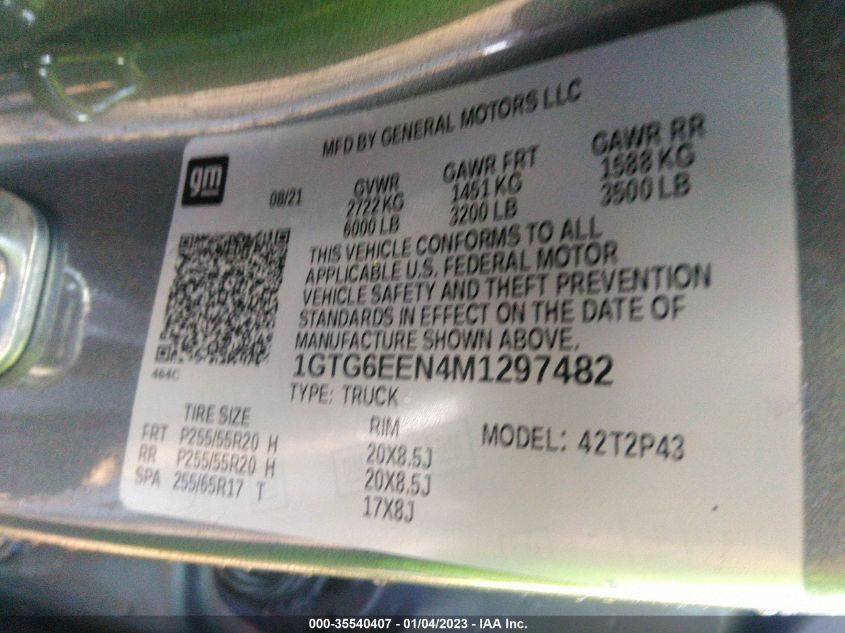 MFD BY GENERAL MOTORS LLC
gm
08/21
GVWR
2722 KG
6000 LB
GAWR FRT
1451 KG
3200 LB
GAWR RR
1588 KG
3500 LB
THIS VEHICLE CONFORMS TO ALL
APPLICABLE U.S. FEDERAL MOTOR
VEHICLE SAFETY AND THEFT PREVENTION
STANDARDS IN EFFECT ON THE DATE OF
MANUFACTURE SHOWN ABOVE.
464C
1GTG6EEN4M1297482
TYPE: TRUCK
TIRE SIZE
RIM
MODEL: 42T2P43
FRT P255/55R20 H 20X8.5J
RR P255/55R20 H 20X8.5J
SPA 255/65R17 T 17X8J
000-35540407 - 01/04/2023 - IAA Inc.